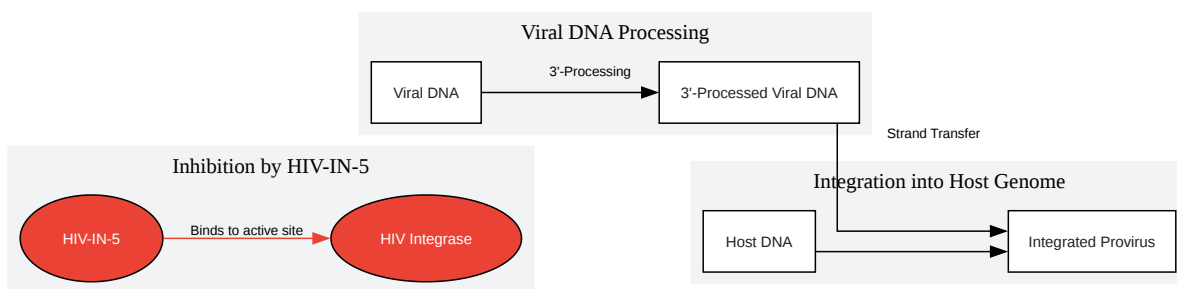 Viral DNA Processing
3'-Processing
Viral DNA
3'-Processed Viral DNA
Strand Transfer
Inhibition by HIV-IN-5
HIV-IN-5
Binds to active site
HIV Integrase
Integration into Host Genome
Host DNA
Integrated Provirus